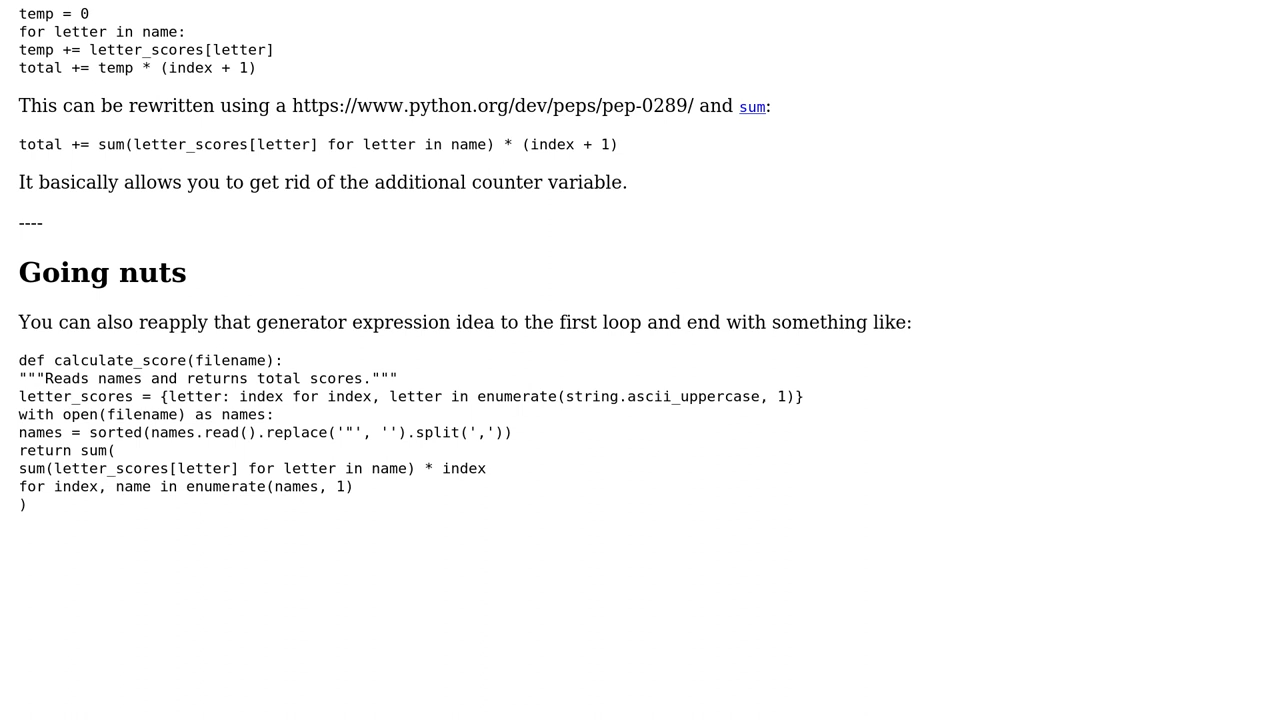 temp = 0
for letter in name:
temp += letter_scores[letter]
total += temp * (index + 1)
This can be rewritten using a https://www.python.org/dev/peps/pep-0289/ and sum:
total += sum(letter_scores[letter] for letter in name) * (index + 1)
It basically allows you to get rid of the additional counter variable.
----
Going nuts
You can also reapply that generator expression idea to the first loop and end with something like:
def calculate_score(filename):
"""Reads names and returns total scores."""
letter_scores = {letter: index for index, letter in enumerate(string.ascii_uppercase, 1)}
with open(filename) as names:
names = sorted(names.read().replace('"', '').split(','))
return sum(
sum(letter_scores[letter] for letter in name) * index
for index, name in enumerate(names, 1)
)